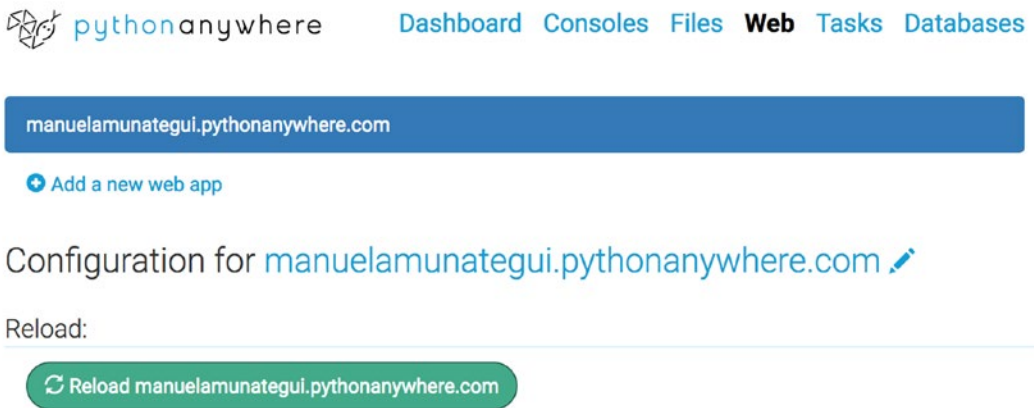 pythonanywhere Dashboard Consoles Files Web Tasks Databases
manuelamunategui.pythonanywhere.com
Add a new web app
Configuration for manuelamunategui.pythonanywhere.com
Reload:
Reload manuelamunategui.pythonanywhere.com